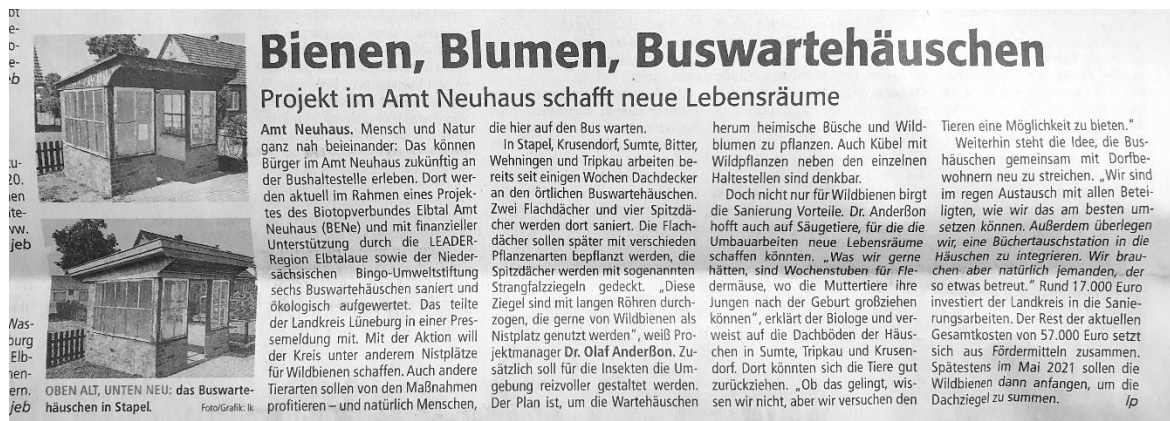 Bienen, Blumen, Buswartehäuschen
Projekt im Amt Neuhaus schafft neue Lebensräume
OBEN ALT, UNTEN NEU: das Buswarte-
häuschen in Stapel. Foto/Grafik: lk
Amt Neuhaus. Mensch und Natur
ganz nah beieinander: Das können
Bürger im Amt Neuhaus zukünftig an
der Bushaltestelle erleben. Dort wer-
den aktuell im Rahmen eines Projek-
tes des Biotopverbundes Elbtal Amt
Neuhaus (BENe) und mit finanzieller
Unterstützung durch die LEADER-
Region Elbtalaue sowie der Nieder-
sächsischen Bingo-Umweltstiftung
sechs Buswartehäuschen saniert und
ökologisch aufgewertet. Das teilte
der Landkreis Lüneburg in einer Pres-
semeldung mit. Mit der Aktion will
der Kreis unter anderem Nistplätze
für Wildbienen schaffen. Auch andere
Tierarten sollen von den Maßnahmen
profitieren – und natürlich Menschen,
die hier auf den Bus warten.
In Stapel, Krusendorf, Sumte, Bitter,
Wehningen und Tripkau arbeiten be-
reits seit einigen Wochen Dachdecker
an den örtlichen Buswartehäuschen.
Zwei Flachdächer und vier Spitzdä-
cher werden dort saniert. Die Flach-
dächer sollen später mit verschieden
Pflanzenarten bepflanzt werden, die
Spitzdächer werden mit sogenannten
Strangfalzziegeln gedeckt. „Diese
Ziegel sind mit langen Röhren durch-
zogen, die gerne von Wildbienen als
Nistplatz genutzt werden“, weiß Pro-
jektmanager Dr. Olaf Anderßon. Zu-
sätzlich soll für die Insekten die Um-
gebung reizvoller gestaltet werden.
Der Plan ist, um die Wartehäuschen
herum heimische Büsche und Wild-
blumen zu pflanzen. Auch Kübel mit
Wildpflanzen neben den einzelnen
Haltestellen sind denkbar.
Doch nicht nur für Wildbienen birgt
die Sanierung Vorteile. Dr. Anderßon
hofft auch auf Säugetiere, für die die
Umbauarbeiten neue Lebensräume
schaffen könnten. „Was wir gerne
hätten, sind Wochenstuben für Fle-
dermäuse, wo die Muttertiere ihre
Jungen nach der Geburt großziehen
können“, erklärt der Biologe und ver-
weist auf die Dachböden der Häus-
chen in Sumte, Tripkau und Krusen-
dorf. Dort könnten sich die Tiere gut
zurückziehen. „Ob das gelingt, wis-
sen wir nicht, aber wir versuchen den
Tieren eine Möglichkeit zu bieten.“
Weiterhin steht die Idee, die Bus-
häuschen gemeinsam mit Dorfbe-
wohnern neu zu streichen. „Wir sind
im regen Austausch mit allen Betei-
ligten, wie wir das am besten um-
setzen können. Außerdem überlegen
wir, eine Büchertauschstation in die
Häuschen zu integrieren. Wir brau-
chen aber natürlich jemanden, der
so etwas betreut.“ Rund 17.000 Euro
investiert der Landkreis in die Sanie-
rungsarbeiten. Der Rest der aktuellen
Gesamtkosten von 57.000 Euro setzt
sich aus Fördermitteln zusammen.
Spätestens im Mai 2021 sollen die
Wildbienen dann anfangen, um die
Dachziegel zu summen. lp